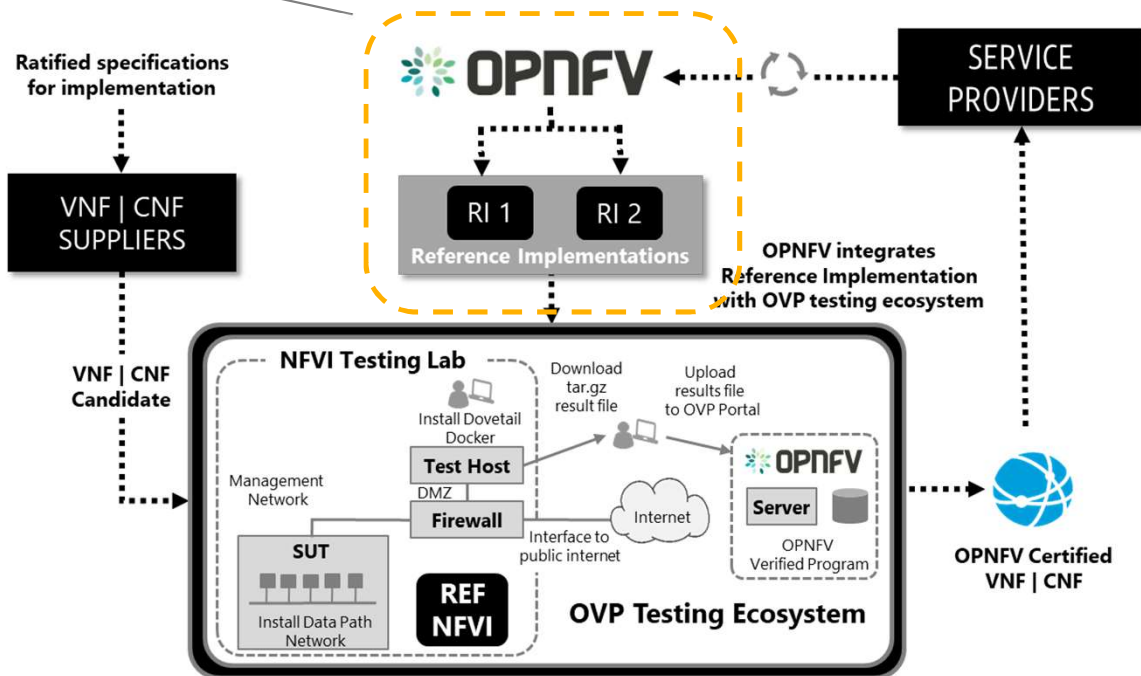 Ratified specifications
for implementation
OPNFV
SERVICE
PROVIDERS
VNF | CNF
SUPPLIERS
RI 1
RI 2
Reference Implementations
OPNFV integrates
Reference Implementation
with OVP testing ecosystem
VNF | CNF
Candidate
NFVI Testing Lab
Install Dovetail
Docker
Test Host
DMZ
Firewall
Management
Network
SUT
Install Data Path
Network
REF
NFVI
Download
tar.gz
result file
Upload
results file
to OVP Portal
Internet
Interface to
public internet
OPNFV
Server
OPNFV
Verified Program
OVP Testing Ecosystem
OPNFV Certified
VNF | CNF